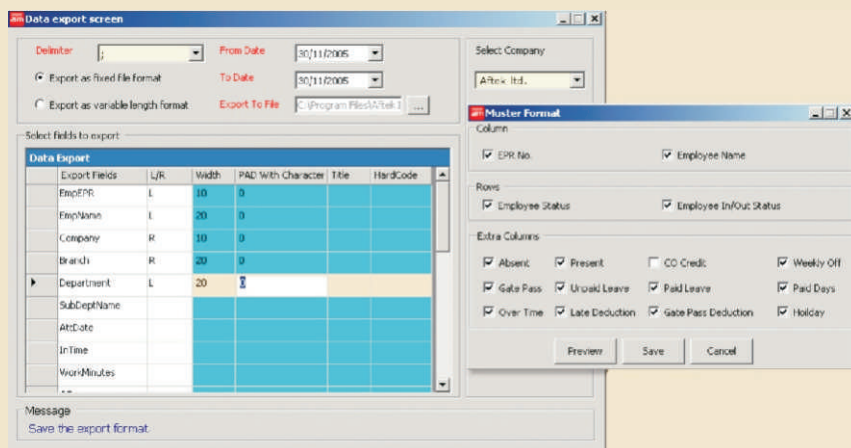 Data export screen
Delimiter ;
From Date 30/11/2005
Select Company
Export as fixed file format
To Date 30/11/2005
Aftek ltd.
Export as variable length format
Export To File C:\Program Files\Aftek
...
Select fields to export
Data Export
Export Fields L/R Width PAD With Character Title HardCode
EmpEPR L 10 0
EmpName L 20 0
Company R 10 0
Branch R 20 0
Department L 20 0
SubDeptName
AttDate
InTime
WorkMinutes
Message
Save the export format
Muster Format
Column
EPR No. Employee Name
Rows
Employee Status Employee In/Out Status
Extra Columns
Absent Present CO Credit Weekly Off
Gate Pass Unpaid Leave Paid Leave Paid Days
Over Time Late Deduction Gate Pass Deduction Holiday
Preview Save Cancel